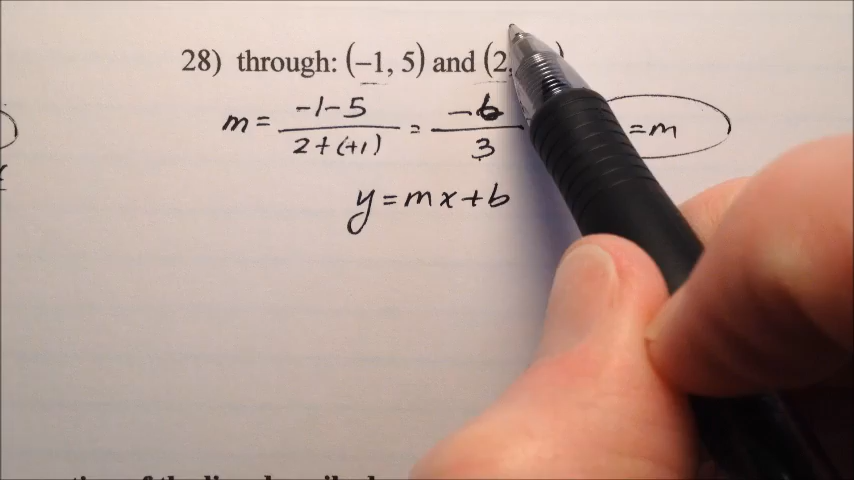 28) through: (−1, 5) and (2, )
m = -1-5 / 2+(+1) = -6 / 3 = m
y = mx + b